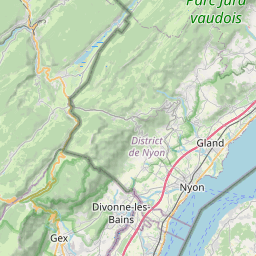 Parc Jura
vaudois
District
de Nyon
Gland
Nyon
Divonne-les-
Bains
Gex